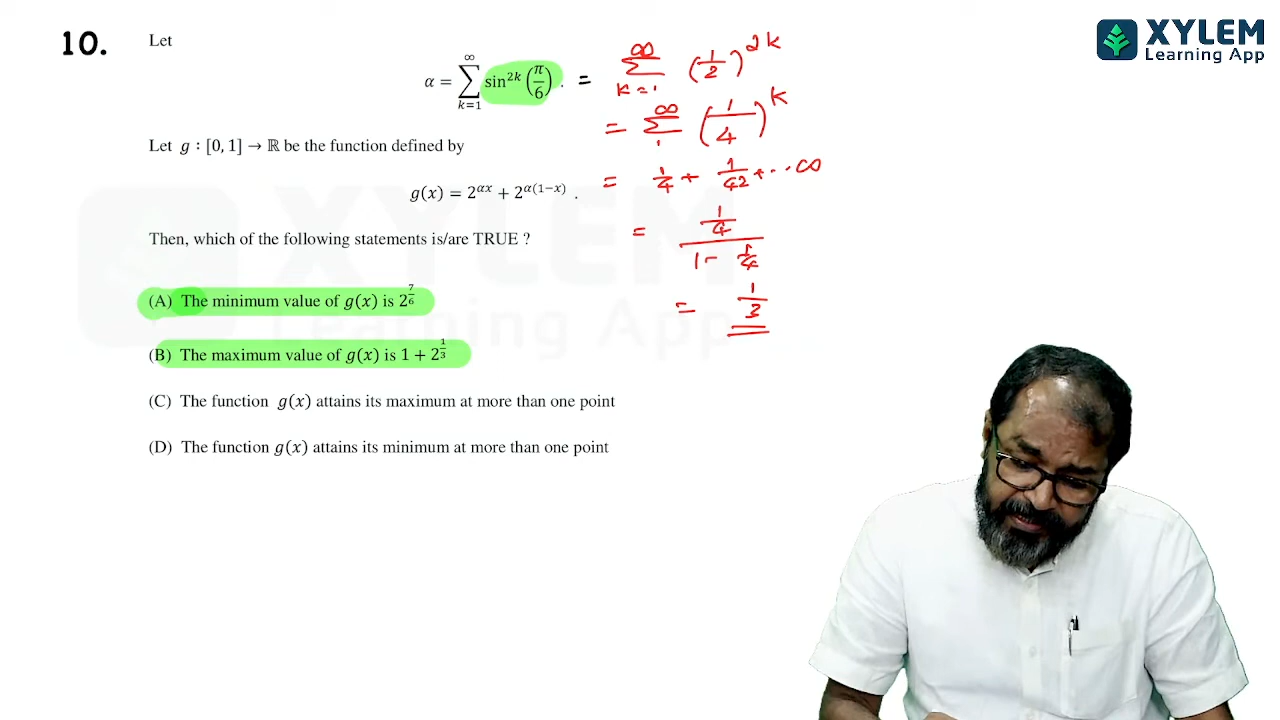 10.
Let
α = ∑_{k=1}^{∞} sin^{2k} (π/6) .
= ∑_{k=1}^{∞} (1/2)^{2k}
= ∑_{1}^{∞} (1/4)^k
Let g : [0, 1] → ℝ be the function defined by
= 1/4 + 1/4² + ⋯ ∞
g(x) = 2^{αx} + 2^{α(1−x)} .
= (1/4)/(1 − 1/4)
= 1/3
Then, which of the following statements is/are TRUE ?
(A) The minimum value of g(x) is 2^{7/6}
(B) The maximum value of g(x) is 1 + 2^{1/3}
(C) The function g(x) attains its maximum at more than one point
(D) The function g(x) attains its minimum at more than one point
XYLEM
Learning App
XYLEM
Learning App